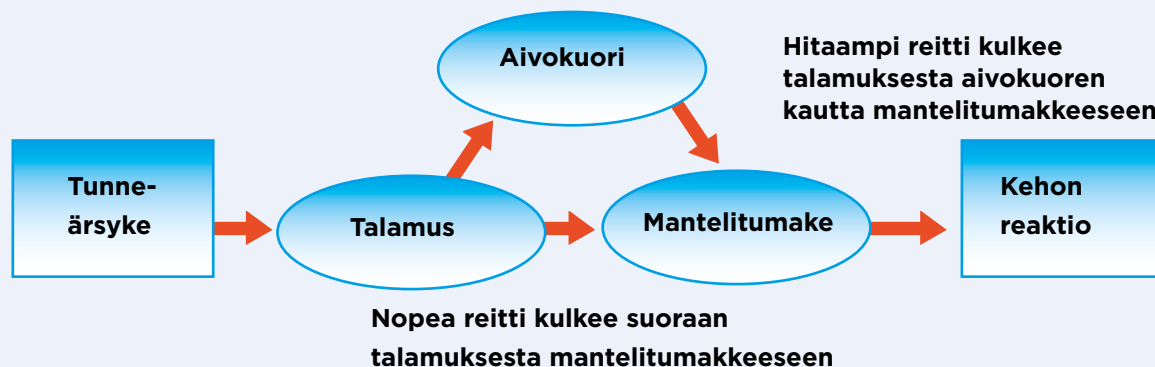 Aivokuori
Hitaampi reitti kulkee
talamuksesta aivokuoren
kautta mantelitumakkeeseen
Tunne-
ärsyke
Talamus
Mantelitumake
Kehon
reaktio
Nopea reitti kulkee suoraan
talamuksesta mantelitumakkeeseen